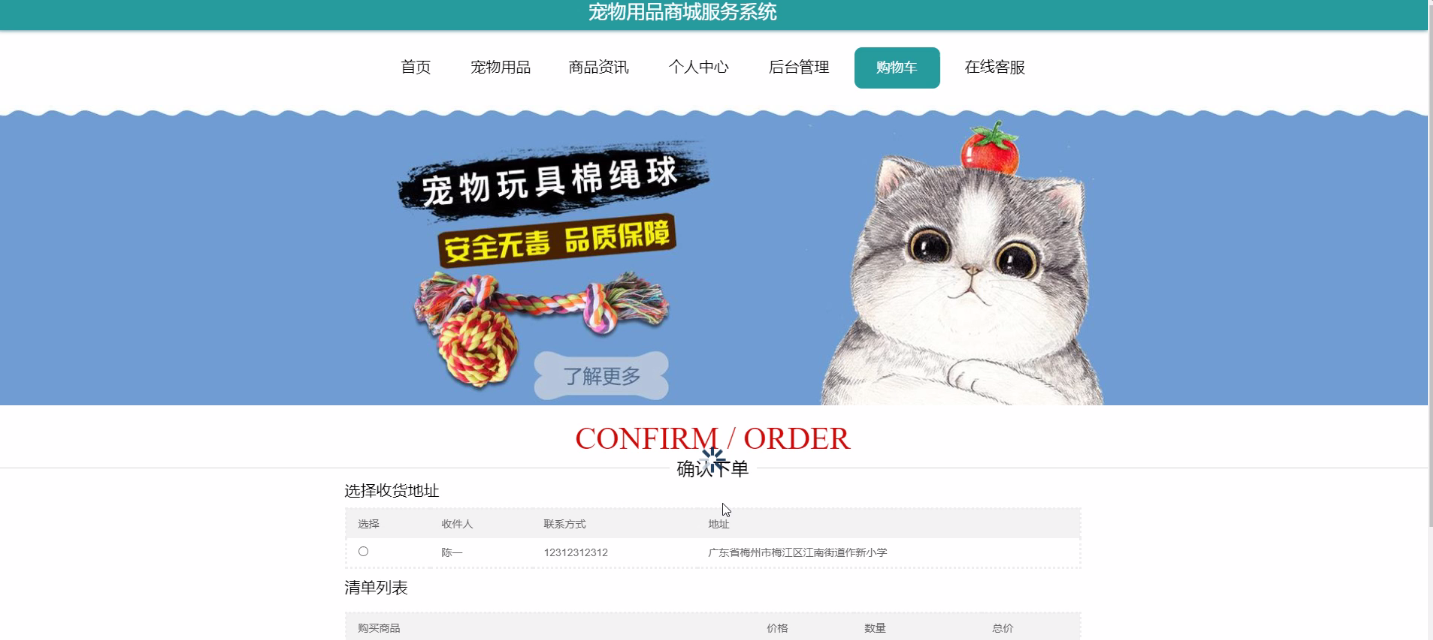 宠物用品商城服务系统
首页 宠物用品 商品资讯 个人中心 后台管理 购物车 在线客服
宠物玩具棉绳球
安全无毒 品质保障
了解更多
CONFIRM / ORDER
确认下单
选择收货地址
选择 收件人 联系方式 地址
陈一 12312312312 广东省梅州市梅江区江南街道作新小学
清单列表
购买商品 价格 数量 总价